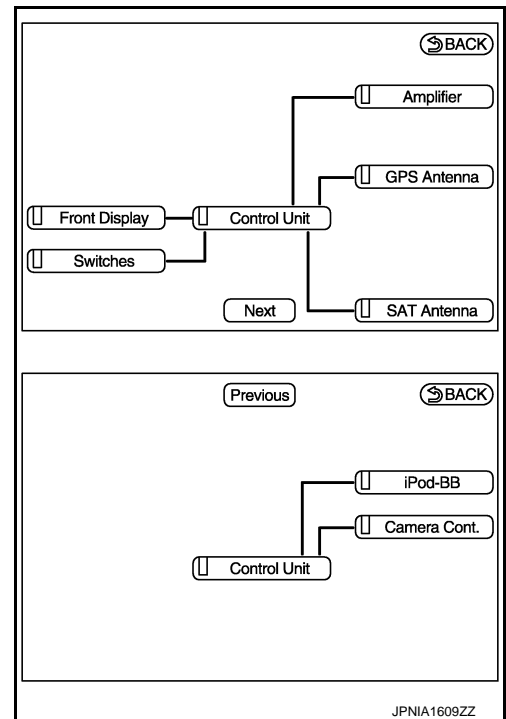 BACK
Amplifier
GPS Antenna
Front Display
Control Unit
Switches
Next
SAT Antenna
Previous
BACK
iPod-BB
Camera Cont.
Control Unit
JPNIA1609ZZ